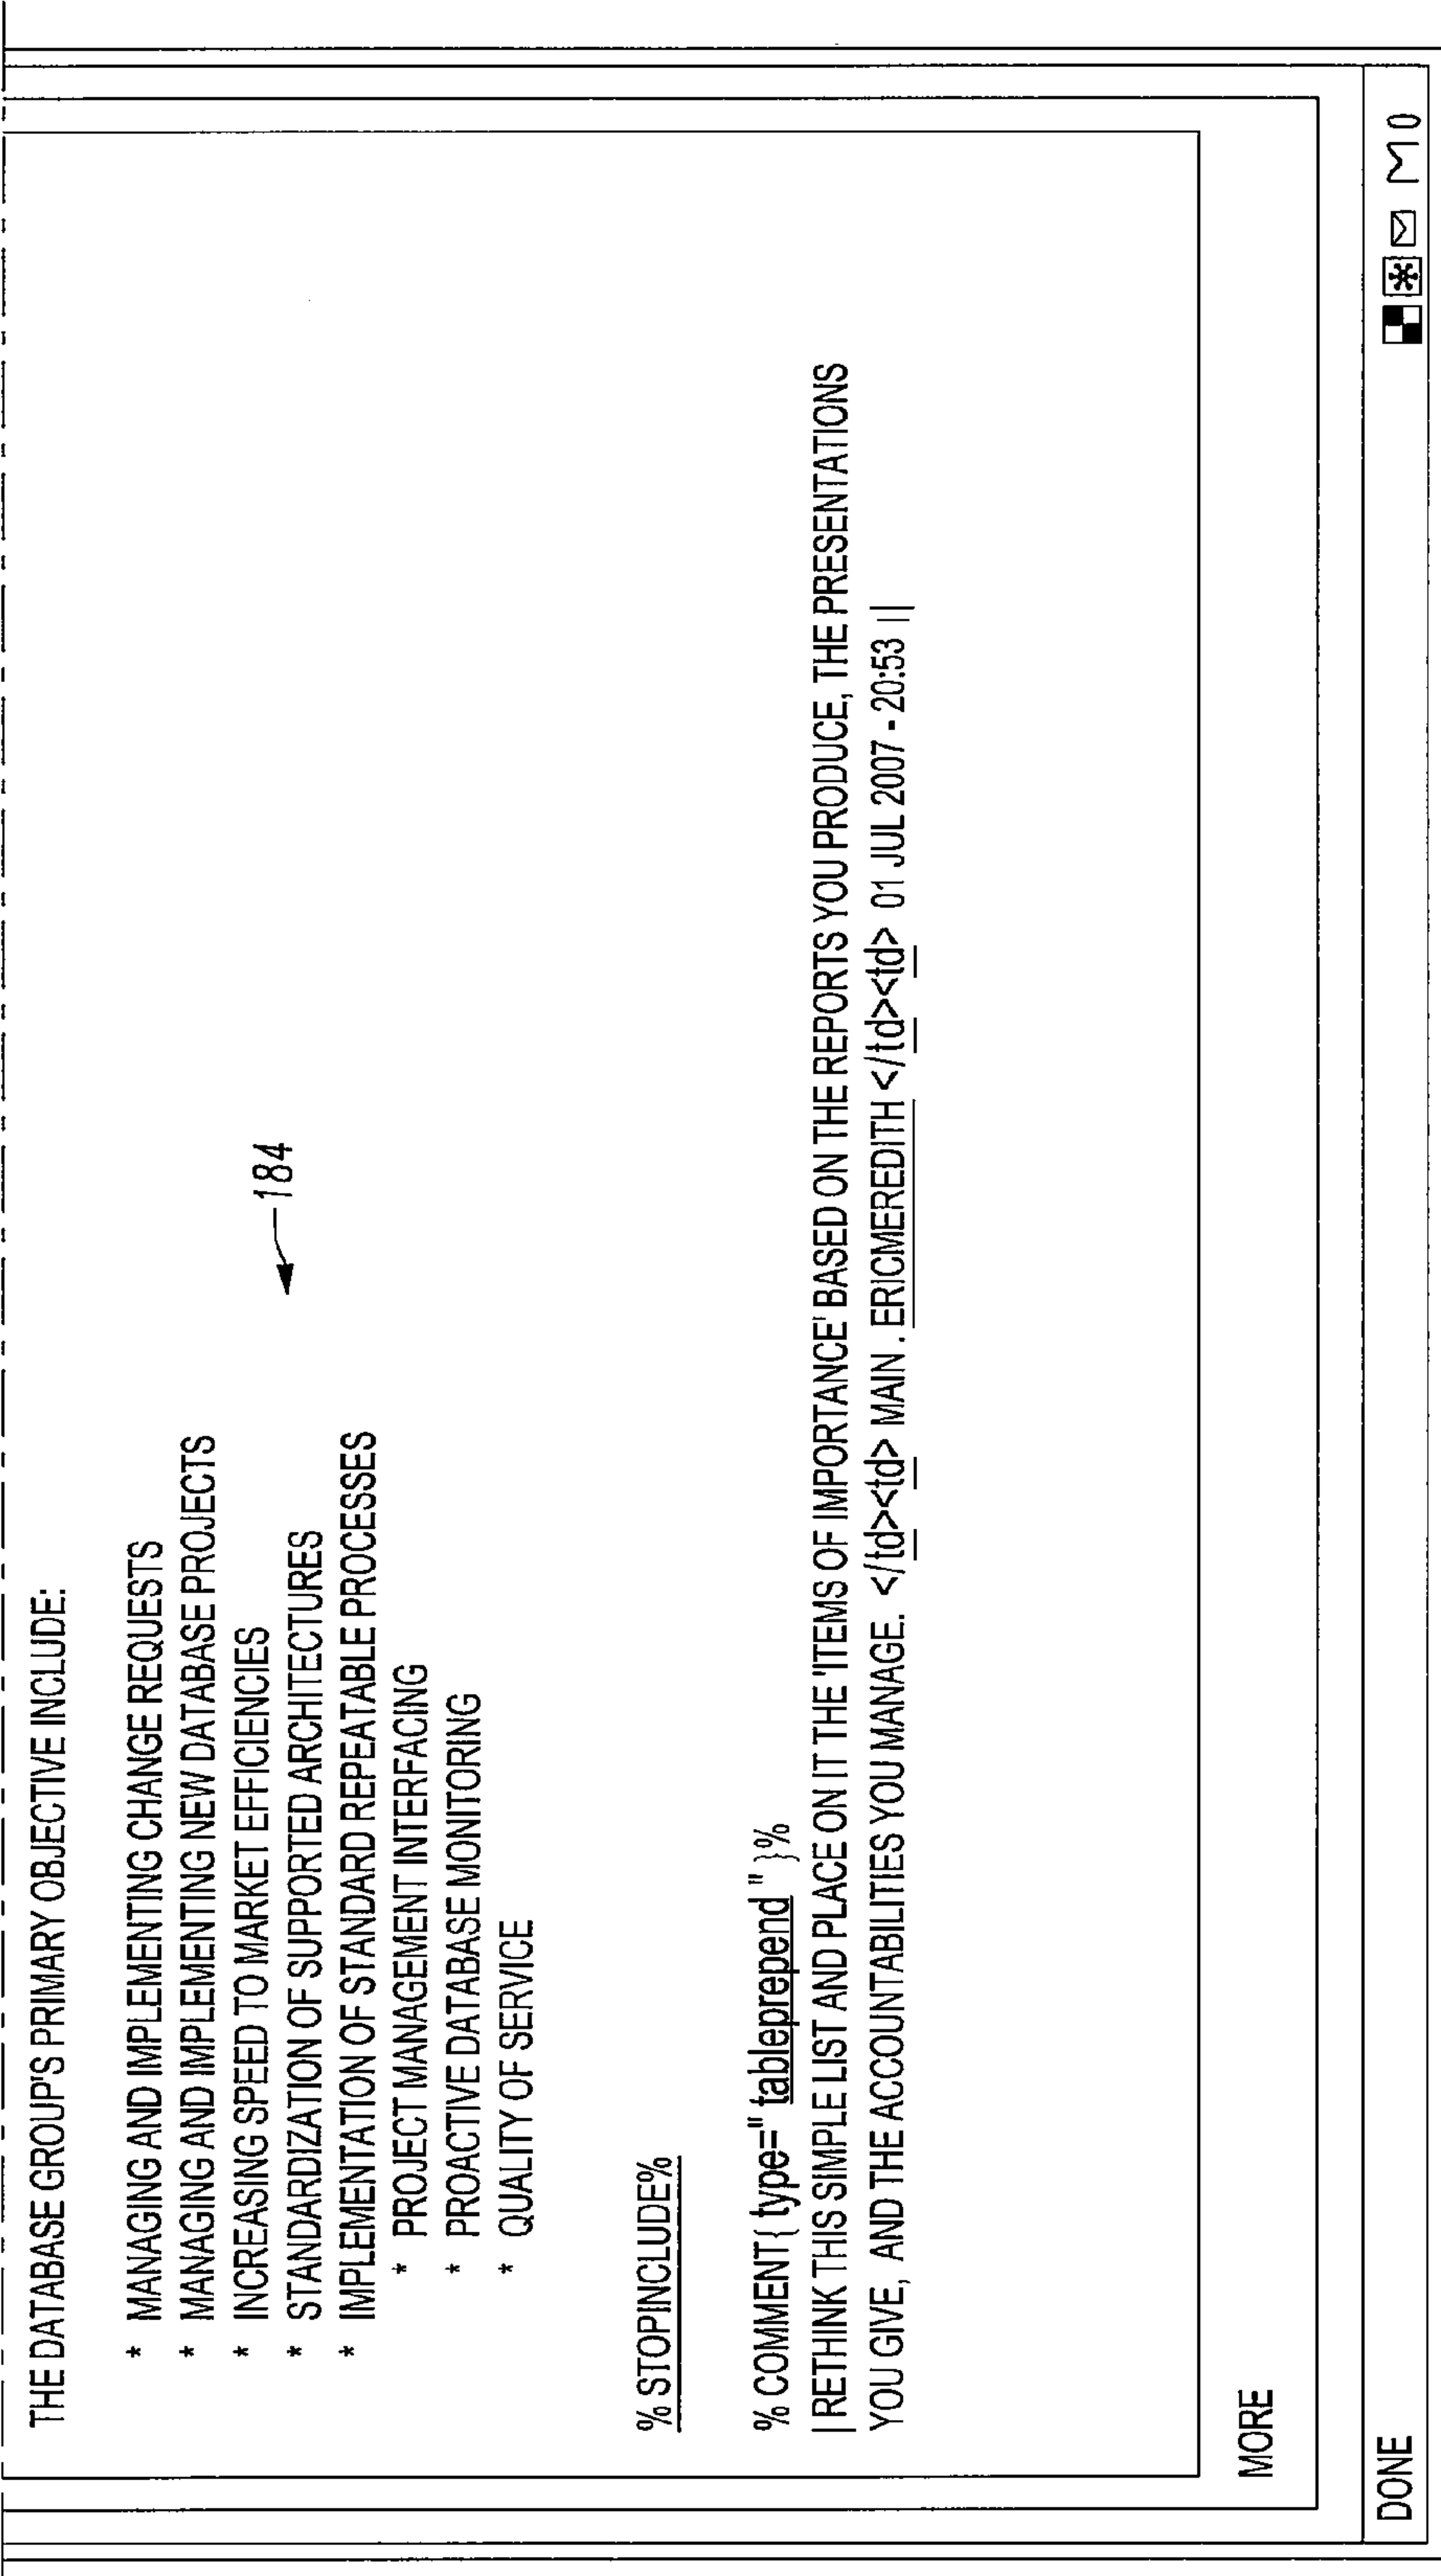 THE DATABASE GROUP'S PRIMARY OBJECTIVE INCLUDE:
* MANAGING AND IMPLEMENTING CHANGE REQUESTS
* MANAGING AND IMPLEMENTING NEW DATABASE PROJECTS
* INCREASING SPEED TO MARKET EFFICIENCIES
* STANDARDIZATION OF SUPPORTED ARCHITECTURES
* IMPLEMENTATION OF STANDARD REPEATABLE PROCESSES
* PROJECT MANAGEMENT INTERFACING
* PROACTIVE DATABASE MONITORING
* QUALITY OF SERVICE
184
% STOPINCLUDE%
% COMMENT{ type=" tableprepend " }%
| RETHINK THIS SIMPLE LIST AND PLACE ON IT THE 'ITEMS OF IMPORTANCE' BASED ON THE REPORTS YOU PRODUCE, THE PRESENTATIONS
YOU GIVE, AND THE ACCOUNTABILITIES YOU MANAGE. </td><td> MAIN . ERICMEREDITH </td><td> 01 JUL 2007 - 20:53 ||
MORE
DONE
M 0